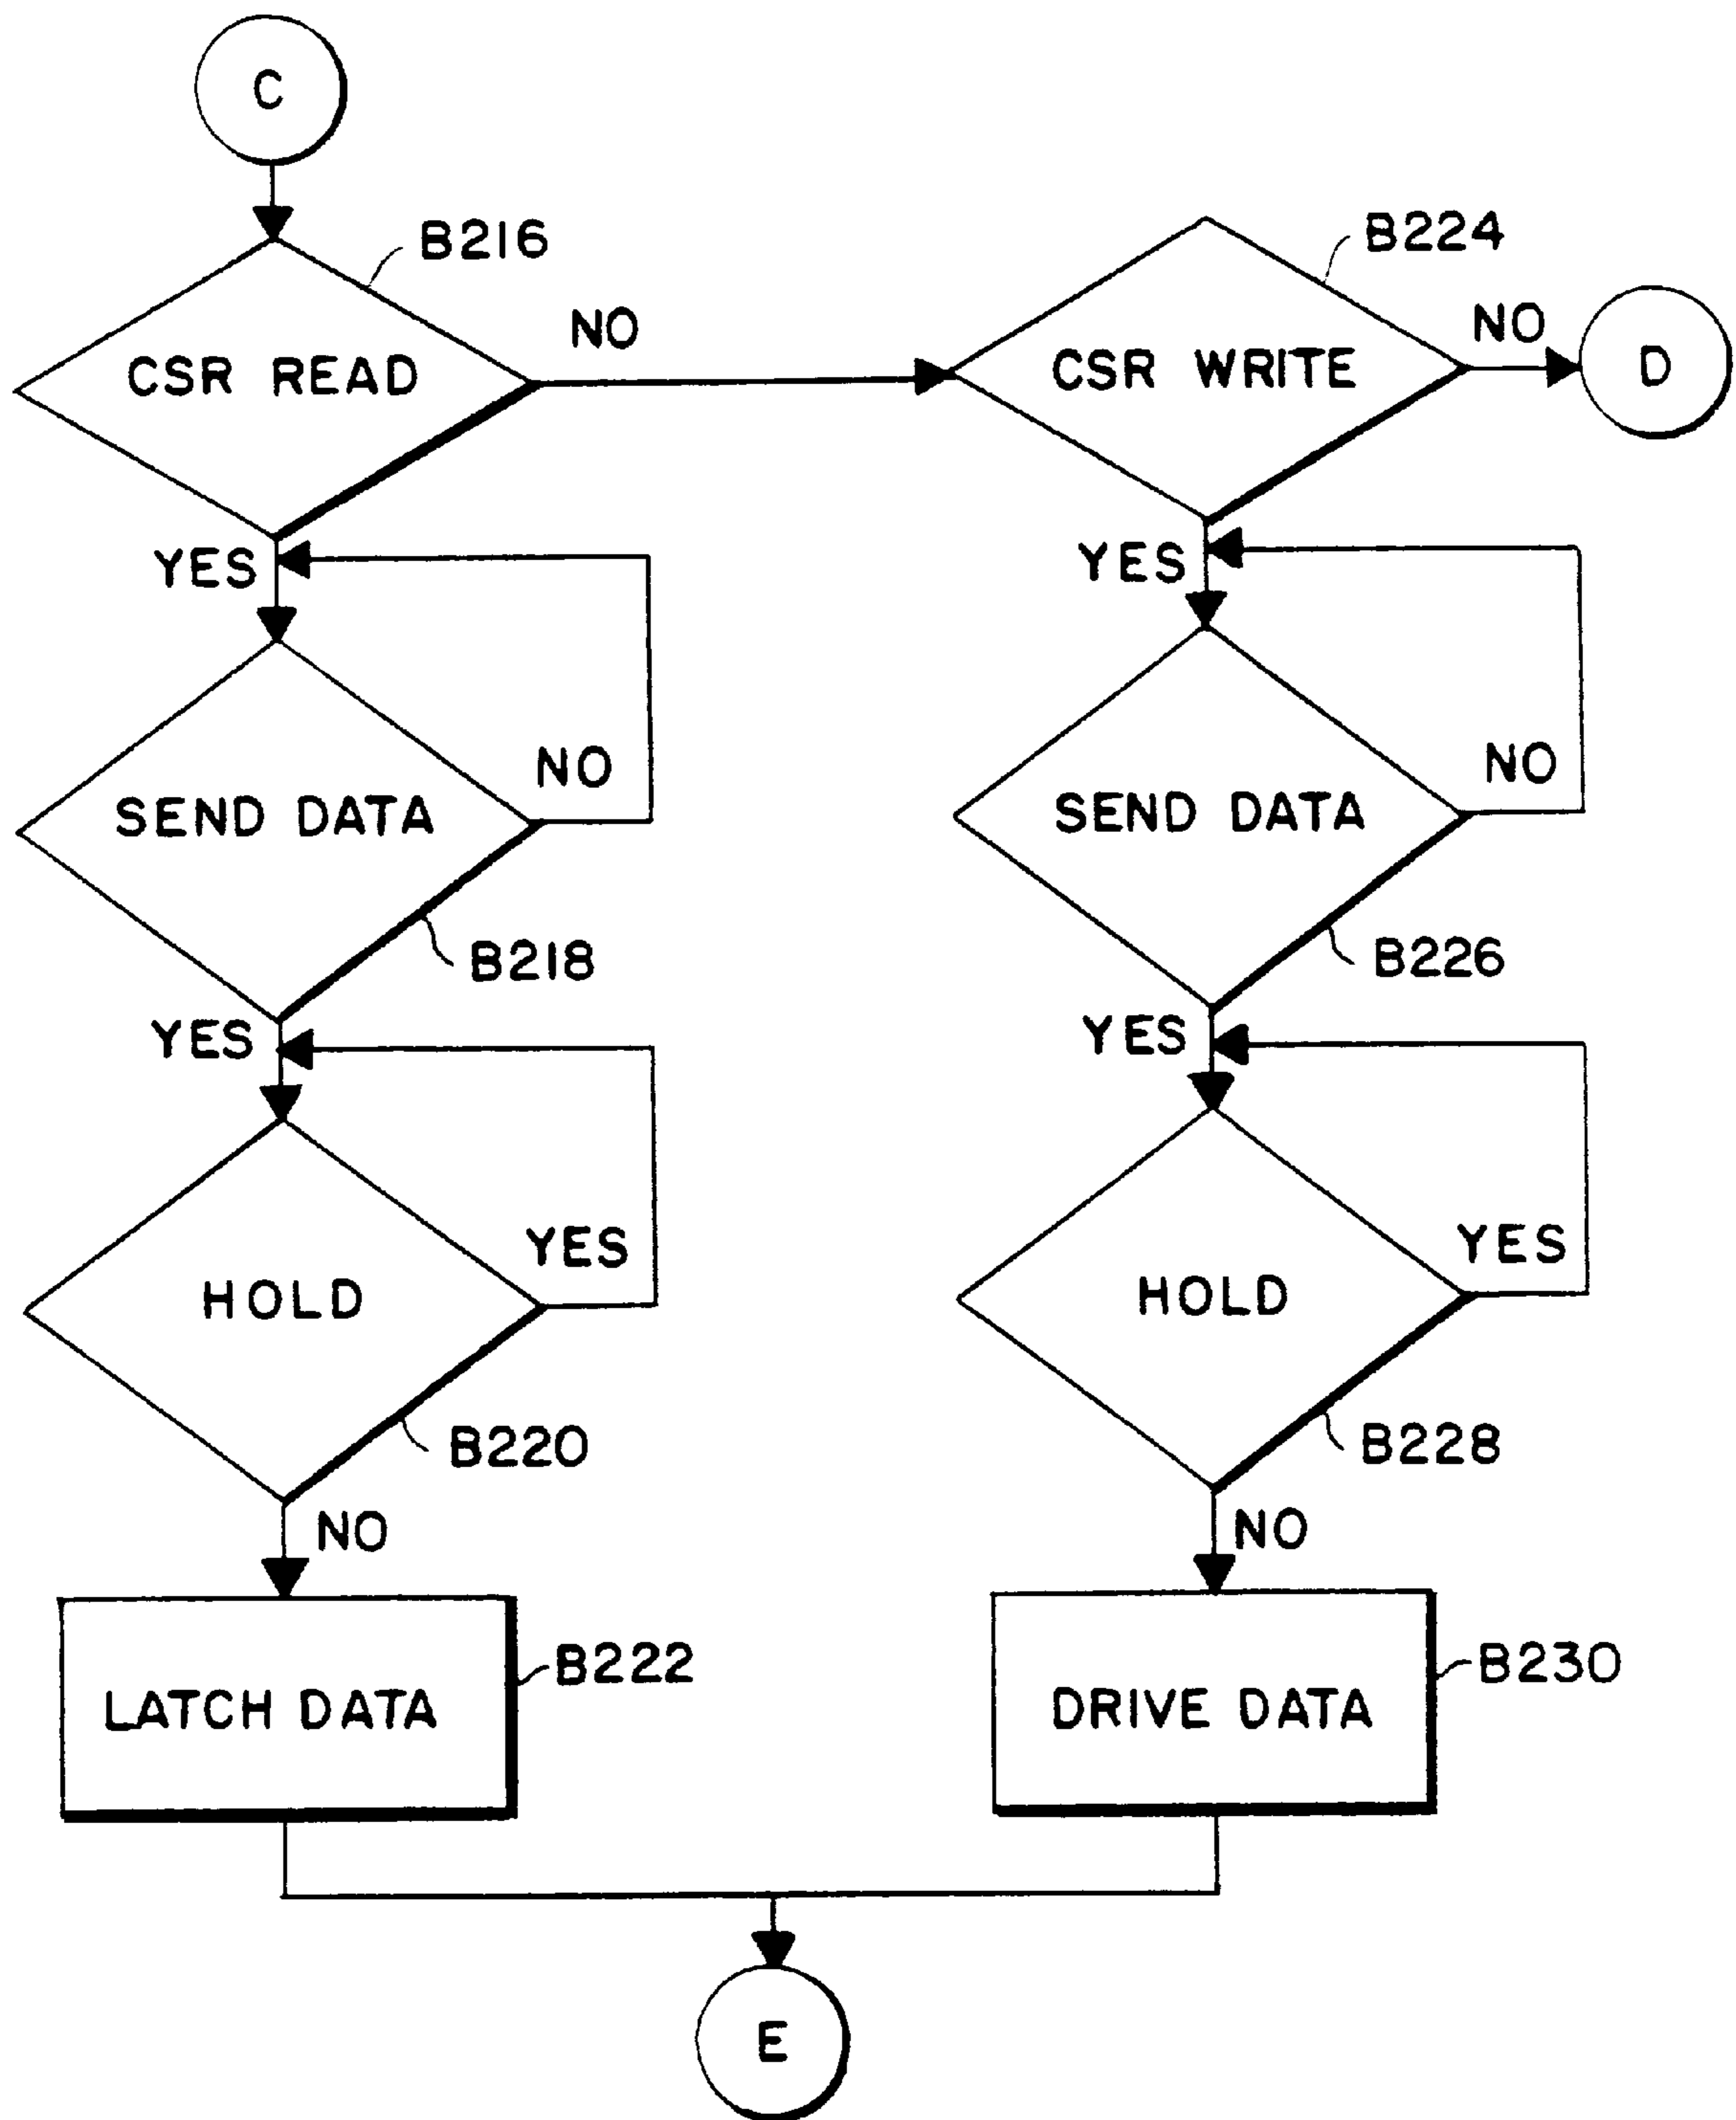 C
B216
B224
NO
NO
CSR READ
CSR WRITE
D
YES
YES
NO
NO
SEND DATA
SEND DATA
B218
B226
YES
YES
YES
YES
HOLD
HOLD
B220
B228
NO
NO
B222
B230
LATCH DATA
DRIVE DATA
E